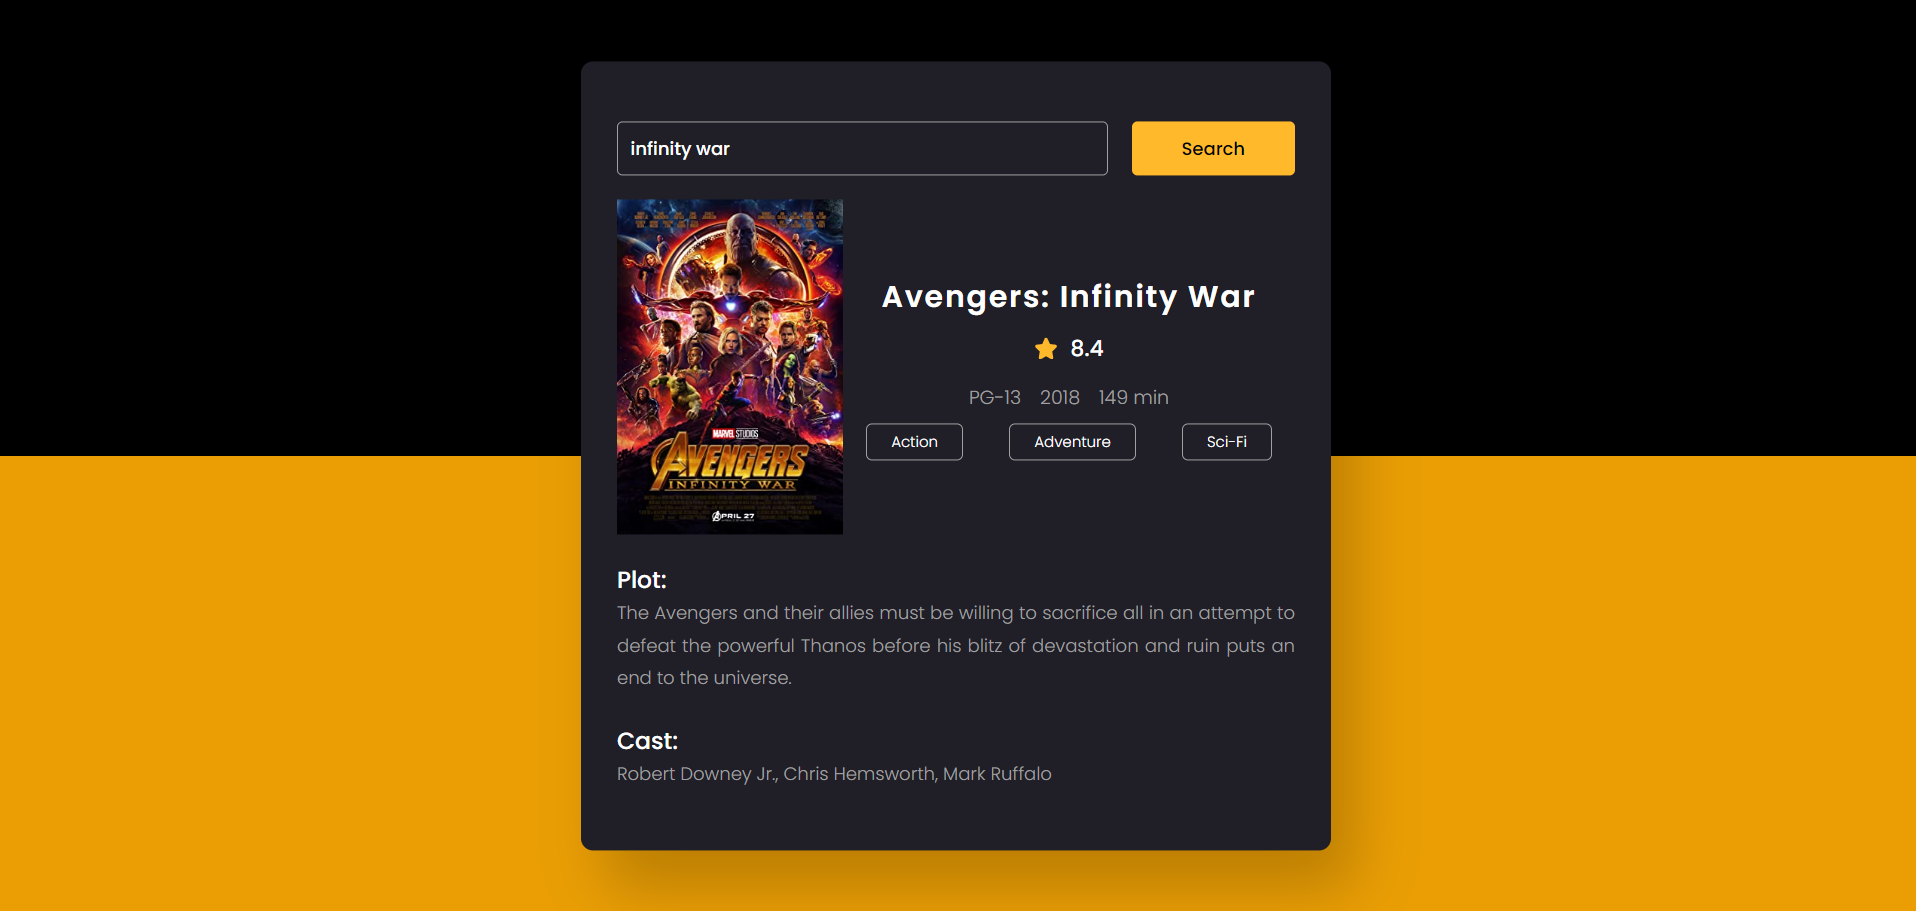 infinity war
Search
MARVEL STUDIOS
AVENGERS
INFINITY WAR
APRIL 27
Avengers: Infinity War
8.4
PG-13 2018 149 min
Action Adventure Sci-Fi
Plot:
The Avengers and their allies must be willing to sacrifice all in an attempt to
defeat the powerful Thanos before his blitz of devastation and ruin puts an
end to the universe.
Cast:
Robert Downey Jr., Chris Hemsworth, Mark Ruffalo